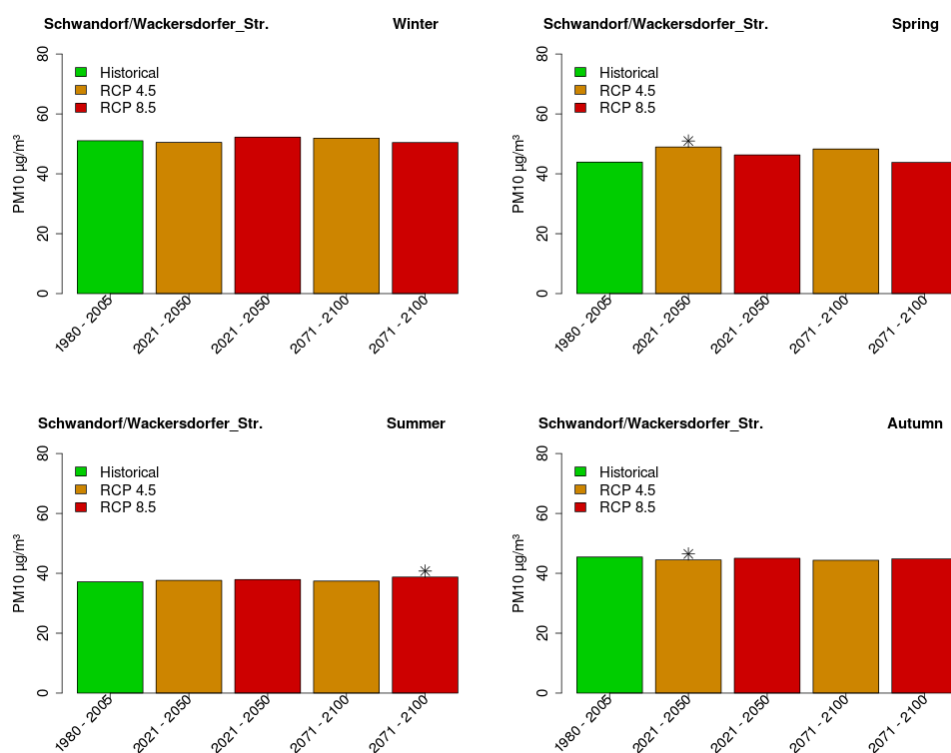 Schwandorf/Wackersdorfer_Str. Winter
80
60
40
20
0
PM10 µg/m³
Historical
RCP 4.5
RCP 8.5
1980 - 2005
2021 - 2050
2021 - 2050
2071 - 2100
2071 - 2100
Schwandorf/Wackersdorfer_Str. Spring
80
60
40
20
0
PM10 µg/m³
Historical
RCP 4.5
RCP 8.5
1980 - 2005
2021 - 2050
2021 - 2050
2071 - 2100
2071 - 2100
Schwandorf/Wackersdorfer_Str. Summer
80
60
40
20
0
PM10 µg/m³
Historical
RCP 4.5
RCP 8.5
1980 - 2005
2021 - 2050
2021 - 2050
2071 - 2100
2071 - 2100
Schwandorf/Wackersdorfer_Str. Autumn
80
60
40
20
0
PM10 µg/m³
Historical
RCP 4.5
RCP 8.5
1980 - 2005
2021 - 2050
2021 - 2050
2071 - 2100
2071 - 2100